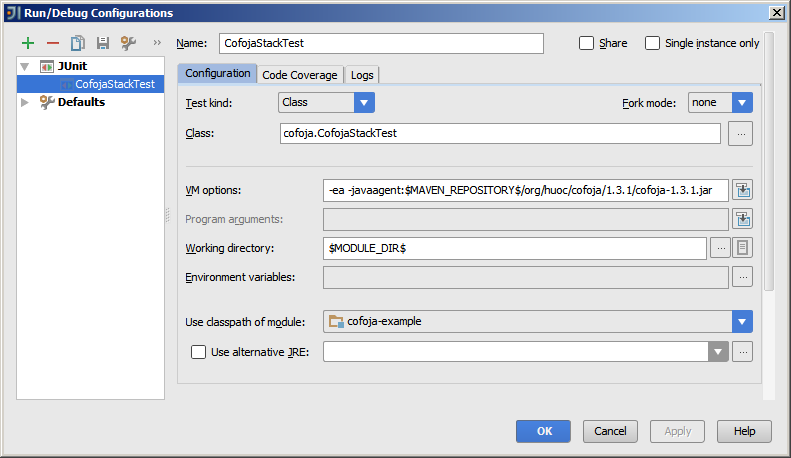 Run/Debug Configurations
Name: CofojaStackTest Share Single instance only
JUnit
CofojaStackTest
Defaults
Configuration Code Coverage Logs
Test kind: Class Fork mode: none
Class: cofoja.CofojaStackTest ...
VM options: -ea -javaagent:$MAVEN_REPOSITORY$/org/huoc/cofoja/1.3.1/cofoja-1.3.1.jar
Program arguments:
Working directory: $MODULE_DIR$ ...
Environment variables: ...
Use classpath of module: cofoja-example
Use alternative JRE: ...
OK Cancel Apply Help